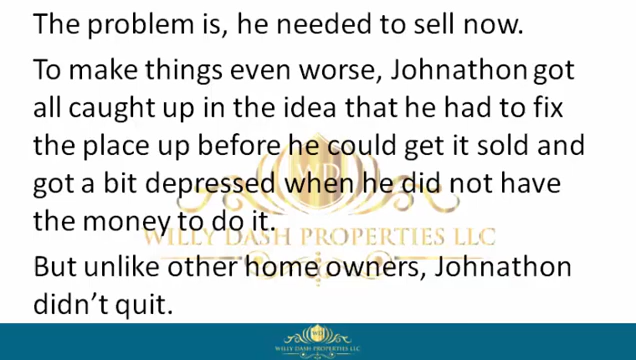 The problem is, he needed to sell now.
To make things even worse, Johnathon got
all caught up in the idea that he had to fix
the place up before he could get it sold and
got a bit depressed when he did not have
the money to do it.
WILLY DASH PROPERTIES LLC
But unlike other home owners, Johnathon
didn’t quit.
WILLY DASH PROPERTIES LLC